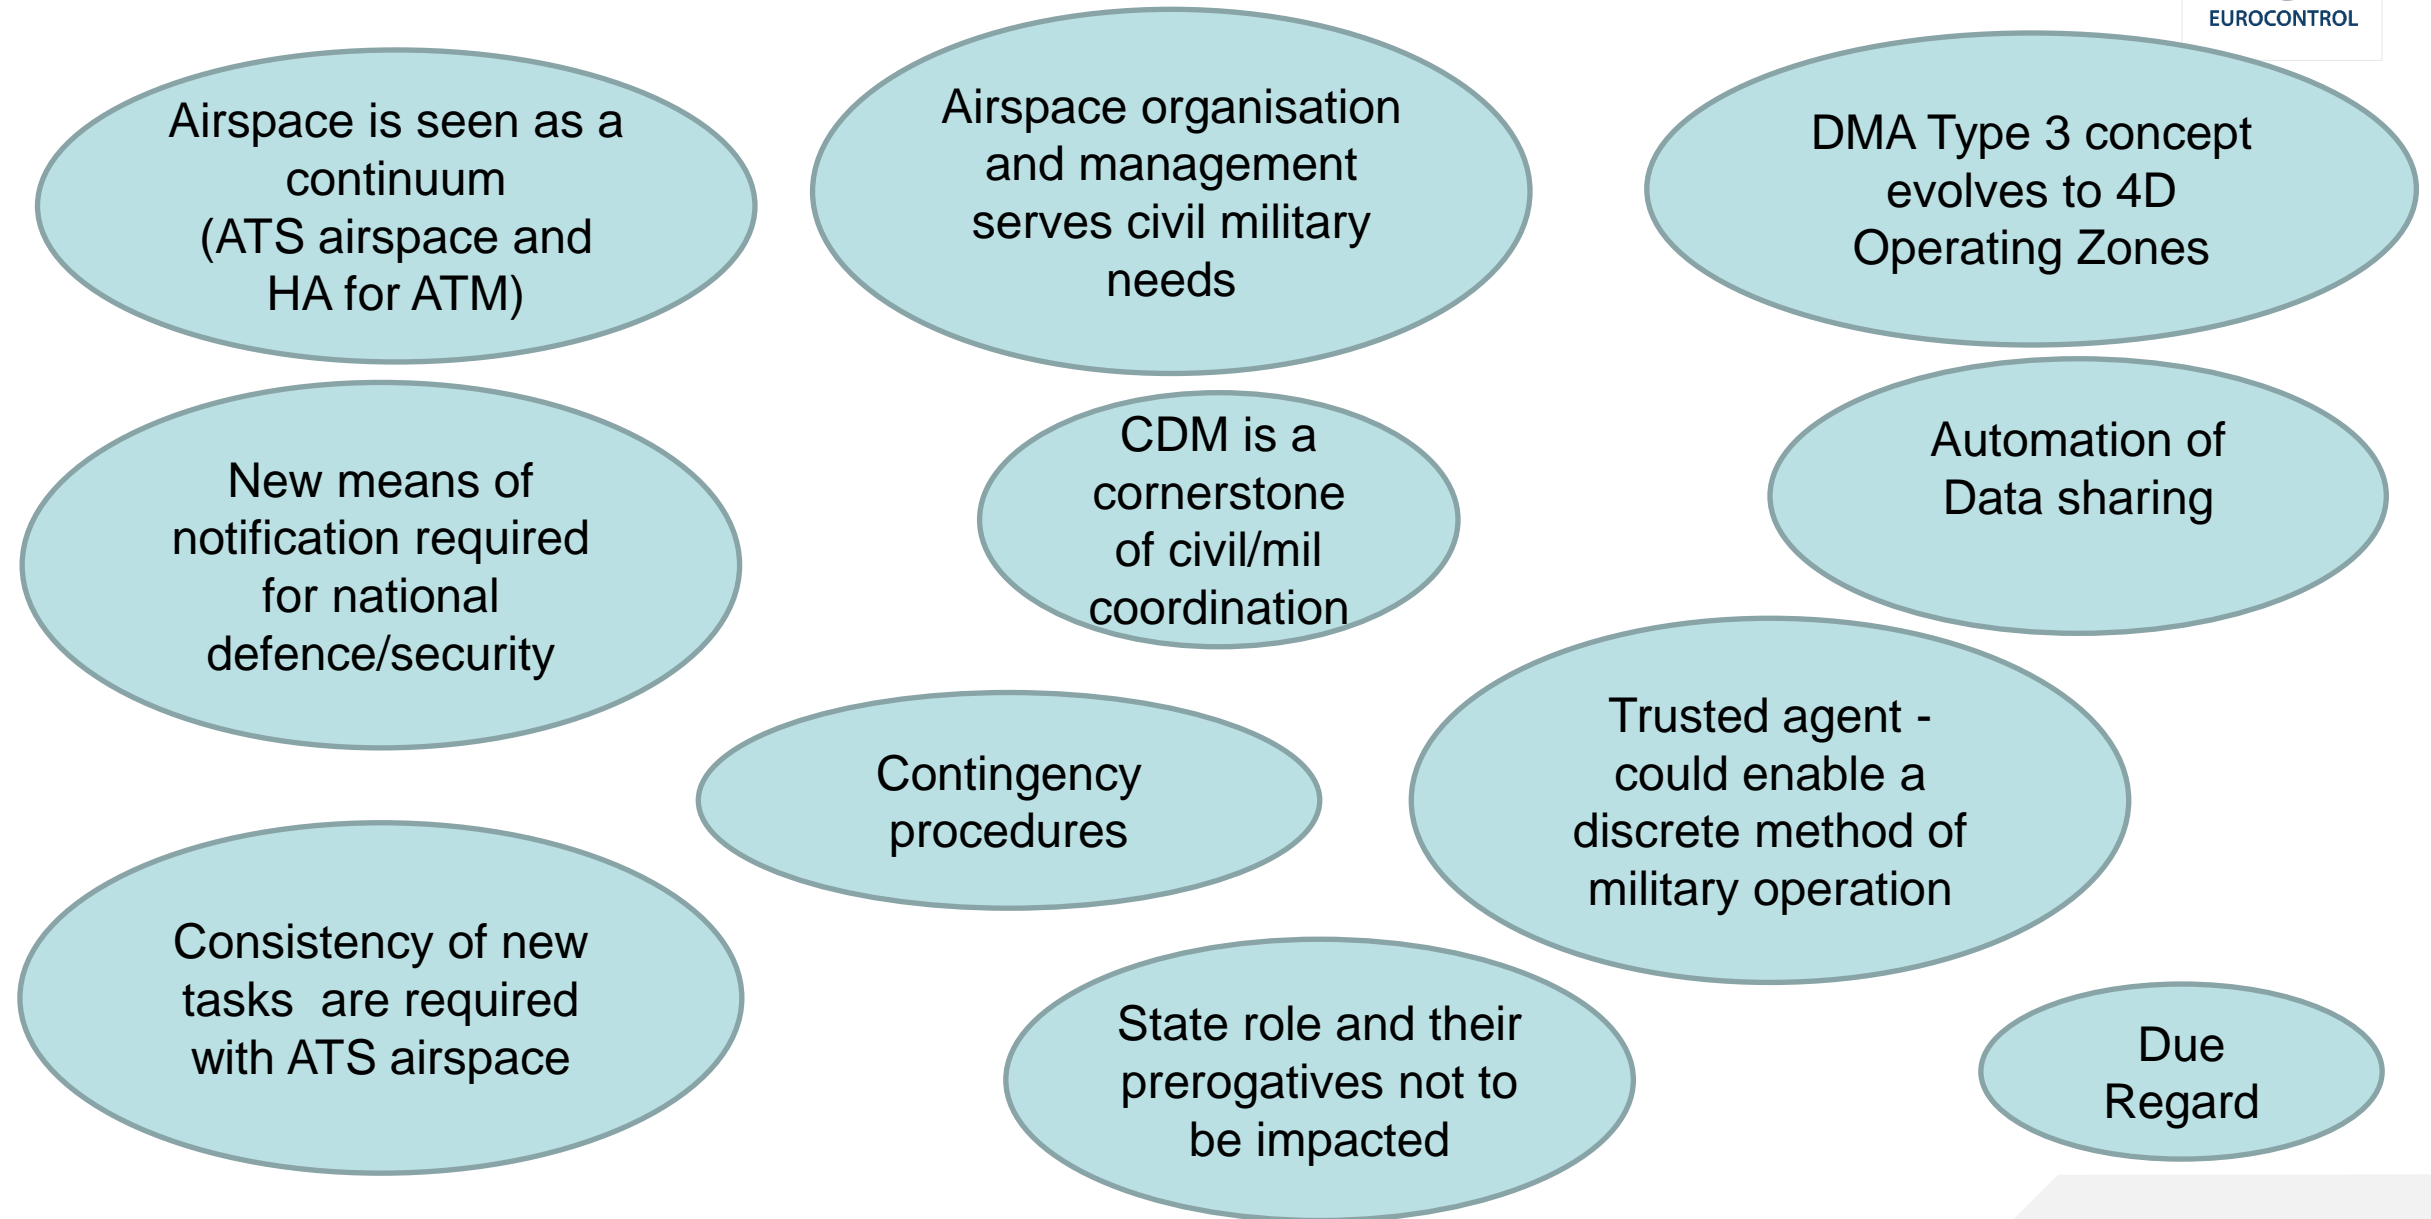 EUROCONTROL
Airspace is seen as a
continuum
(ATS airspace and
HA for ATM)
Airspace organisation
and management
serves civil military
needs
DMA Type 3 concept
evolves to 4D
Operating Zones
New means of
notification required
for national
defence/security
CDM is a
cornerstone
of civil/mil
coordination
Automation of
Data sharing
Contingency
procedures
Trusted agent -
could enable a
discrete method of
military operation
Consistency of new
tasks  are required
with ATS airspace
State role and their
prerogatives not to
be impacted
Due
Regard